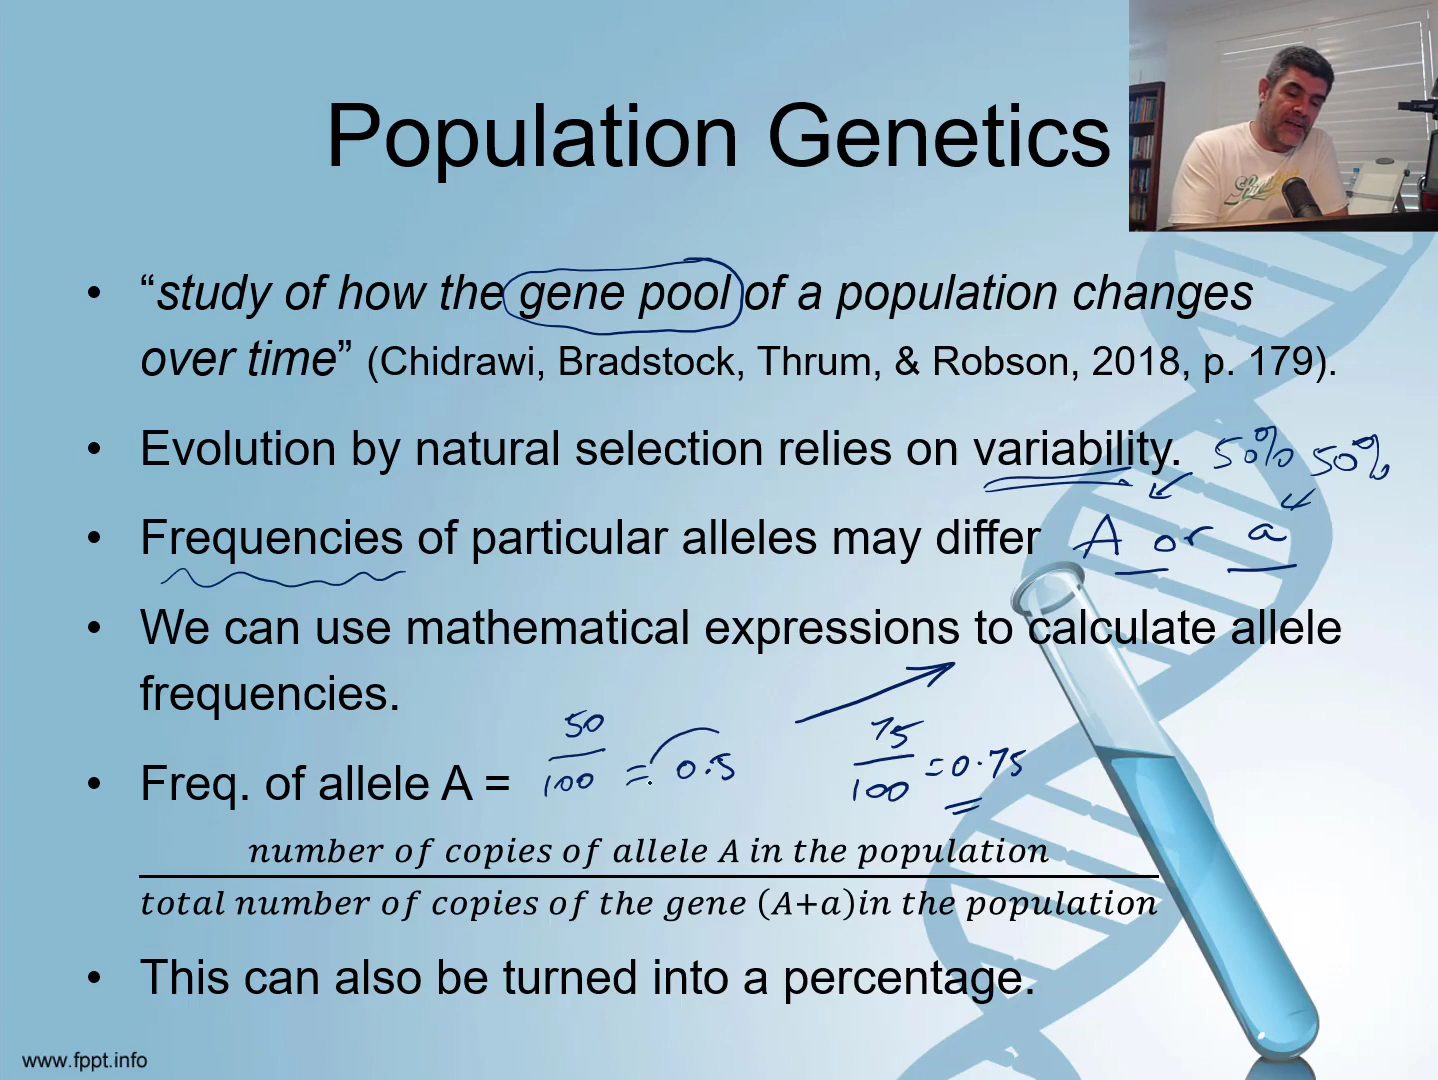 Population Genetics
• “study of how the gene pool of a population changes
over time” (Chidrawi, Bradstock, Thrum, & Robson, 2018, p. 179).
• Evolution by natural selection relies on variability. 50% 50%
• Frequencies of particular alleles may differ A or a
• We can use mathematical expressions to calculate allele
frequencies.
• Freq. of allele A = 50/100 = 0.5 75/100 = 0.75
number of copies of allele A in the population
total number of copies of the gene (A+a)in the population
• This can also be turned into a percentage.
www.fppt.info